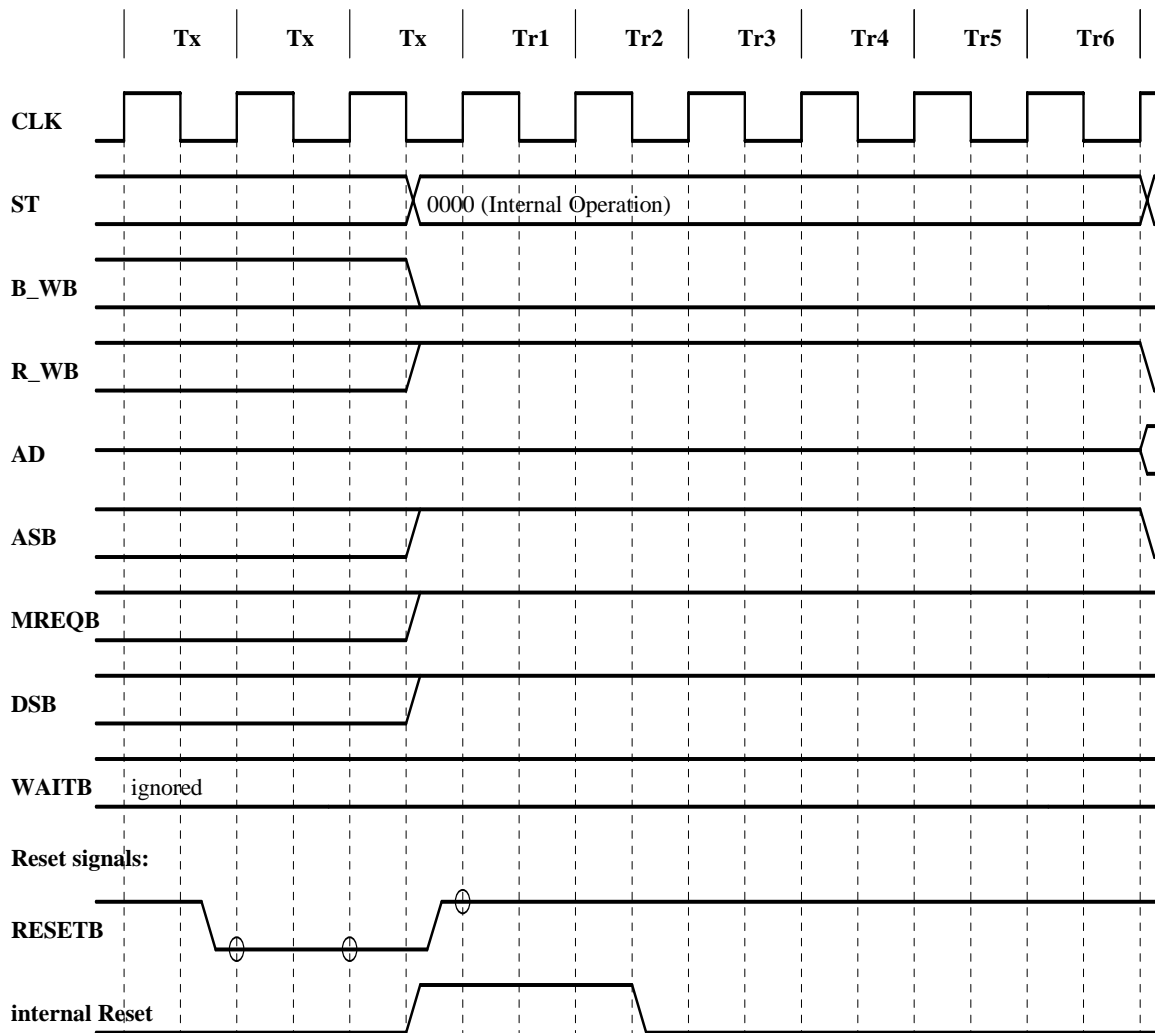 Tx Tx Tx Tr1 Tr2 Tr3 Tr4 Tr5 Tr6
CLK
ST 0000 (Internal Operation)
B_WB
R_WB
AD
ASB
MREQB
DSB
WAITB ignored
Reset signals:
RESETB
internal Reset